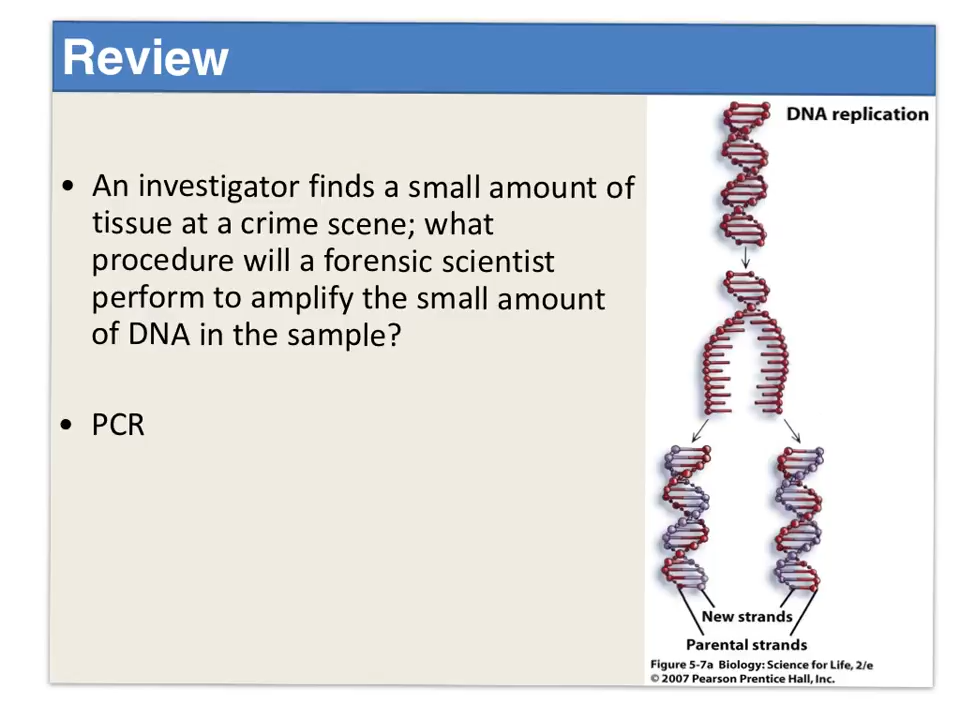 Review
• An investigator finds a small amount of
tissue at a crime scene; what
procedure will a forensic scientist
perform to amplify the small amount
of DNA in the sample?
• PCR
DNA replication
New strands
Parental strands
Figure 5-7a Biology: Science for Life, 2/e
© 2007 Pearson Prentice Hall, Inc.